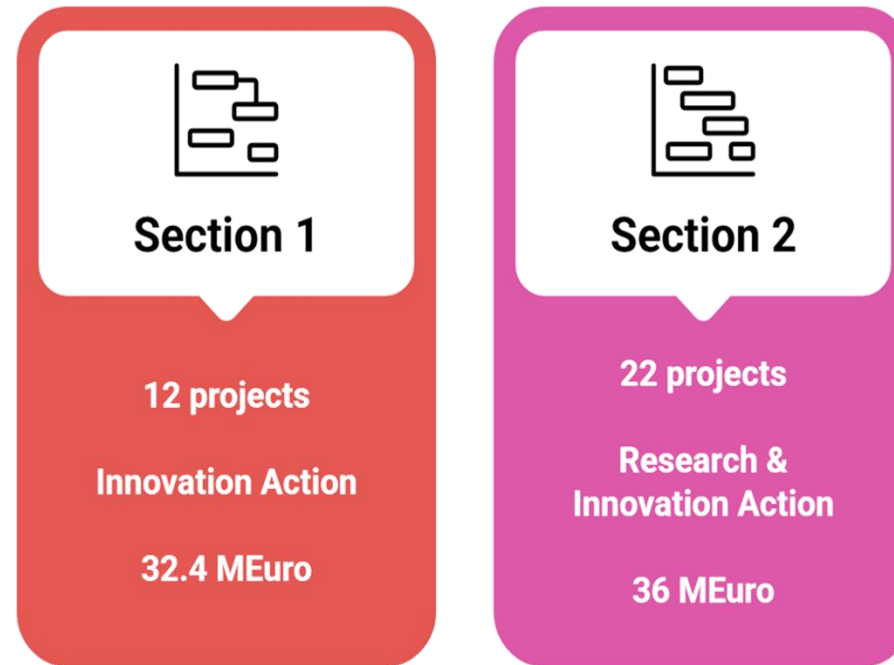 Section 1
12 projects
Innovation Action
32.4 MEuro
Section 2
22 projects
Research &
Innovation Action
36 MEuro